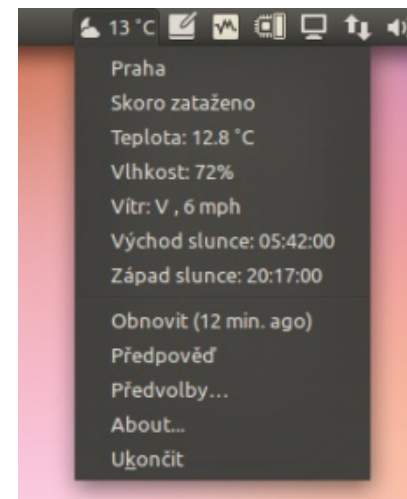 13 °C
Praha
Skoro zataženo
Teplota: 12.8 °C
Vlhkost: 72%
Vítr: V , 6 mph
Východ slunce: 05:42:00
Západ slunce: 20:17:00
Obnovit (12 min. ago)
Předpověď
Předvolby…
About...
Ukončit